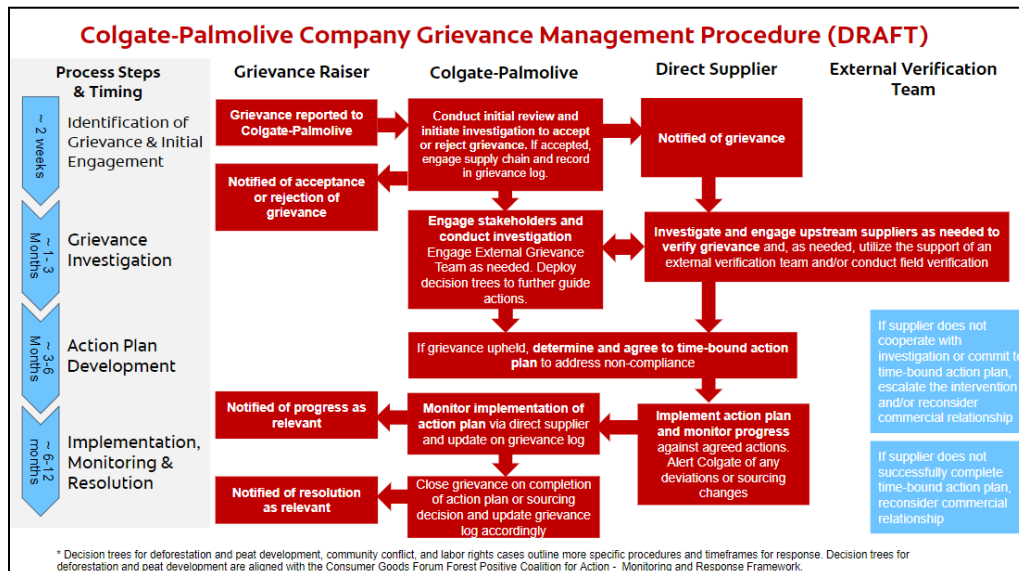 Colgate-Palmolive Company Grievance Management Procedure (DRAFT)
Process Steps
& Timing
Grievance Raiser
Colgate-Palmolive
Direct Supplier
External Verification
Team
~ 2 weeks
Identification of
Grievance & Initial
Engagement
Grievance reported to
Colgate-Palmolive
Conduct initial review and
initiate investigation to accept
or reject grievance. If accepted,
engage supply chain and record
in grievance log.
Notified of grievance
Notified of acceptance
or rejection of
grievance
~ 1- 3
Months
Grievance
Investigation
Engage stakeholders and
conduct investigation
Engage External Grievance
Team as needed. Deploy
decision trees to further guide
actions.
Investigate and engage upstream suppliers as needed to
verify grievance and, as needed, utilize the support of an
external verification team and/or conduct field verification
~ 3-6
Months
Action Plan
Development
If grievance upheld, determine and agree to time-bound action
plan to address non-compliance
If supplier does not
cooperate with
investigation or commit to
time-bound action plan,
escalate the intervention
and/or reconsider
commercial relationship
~ 6-12
months
Implementation,
Monitoring &
Resolution
Notified of progress as
relevant
Monitor implementation of
action plan via direct supplier
and update on grievance log
Implement action plan
and monitor progress
against agreed actions.
Alert Colgate of any
deviations or sourcing
changes
If supplier does not
successfully complete
time-bound action plan,
reconsider commercial
relationship
Notified of resolution
as relevant
Close grievance on completion
of action plan or sourcing
decision and update grievance
log accordingly
* Decision trees for deforestation and peat development, community conflict, and labor rights cases outline more specific procedures and timeframes for response. Decision trees for
deforestation and peat development are aligned with the Consumer Goods Forum Forest Positive Coalition for Action - Monitoring and Response Framework.